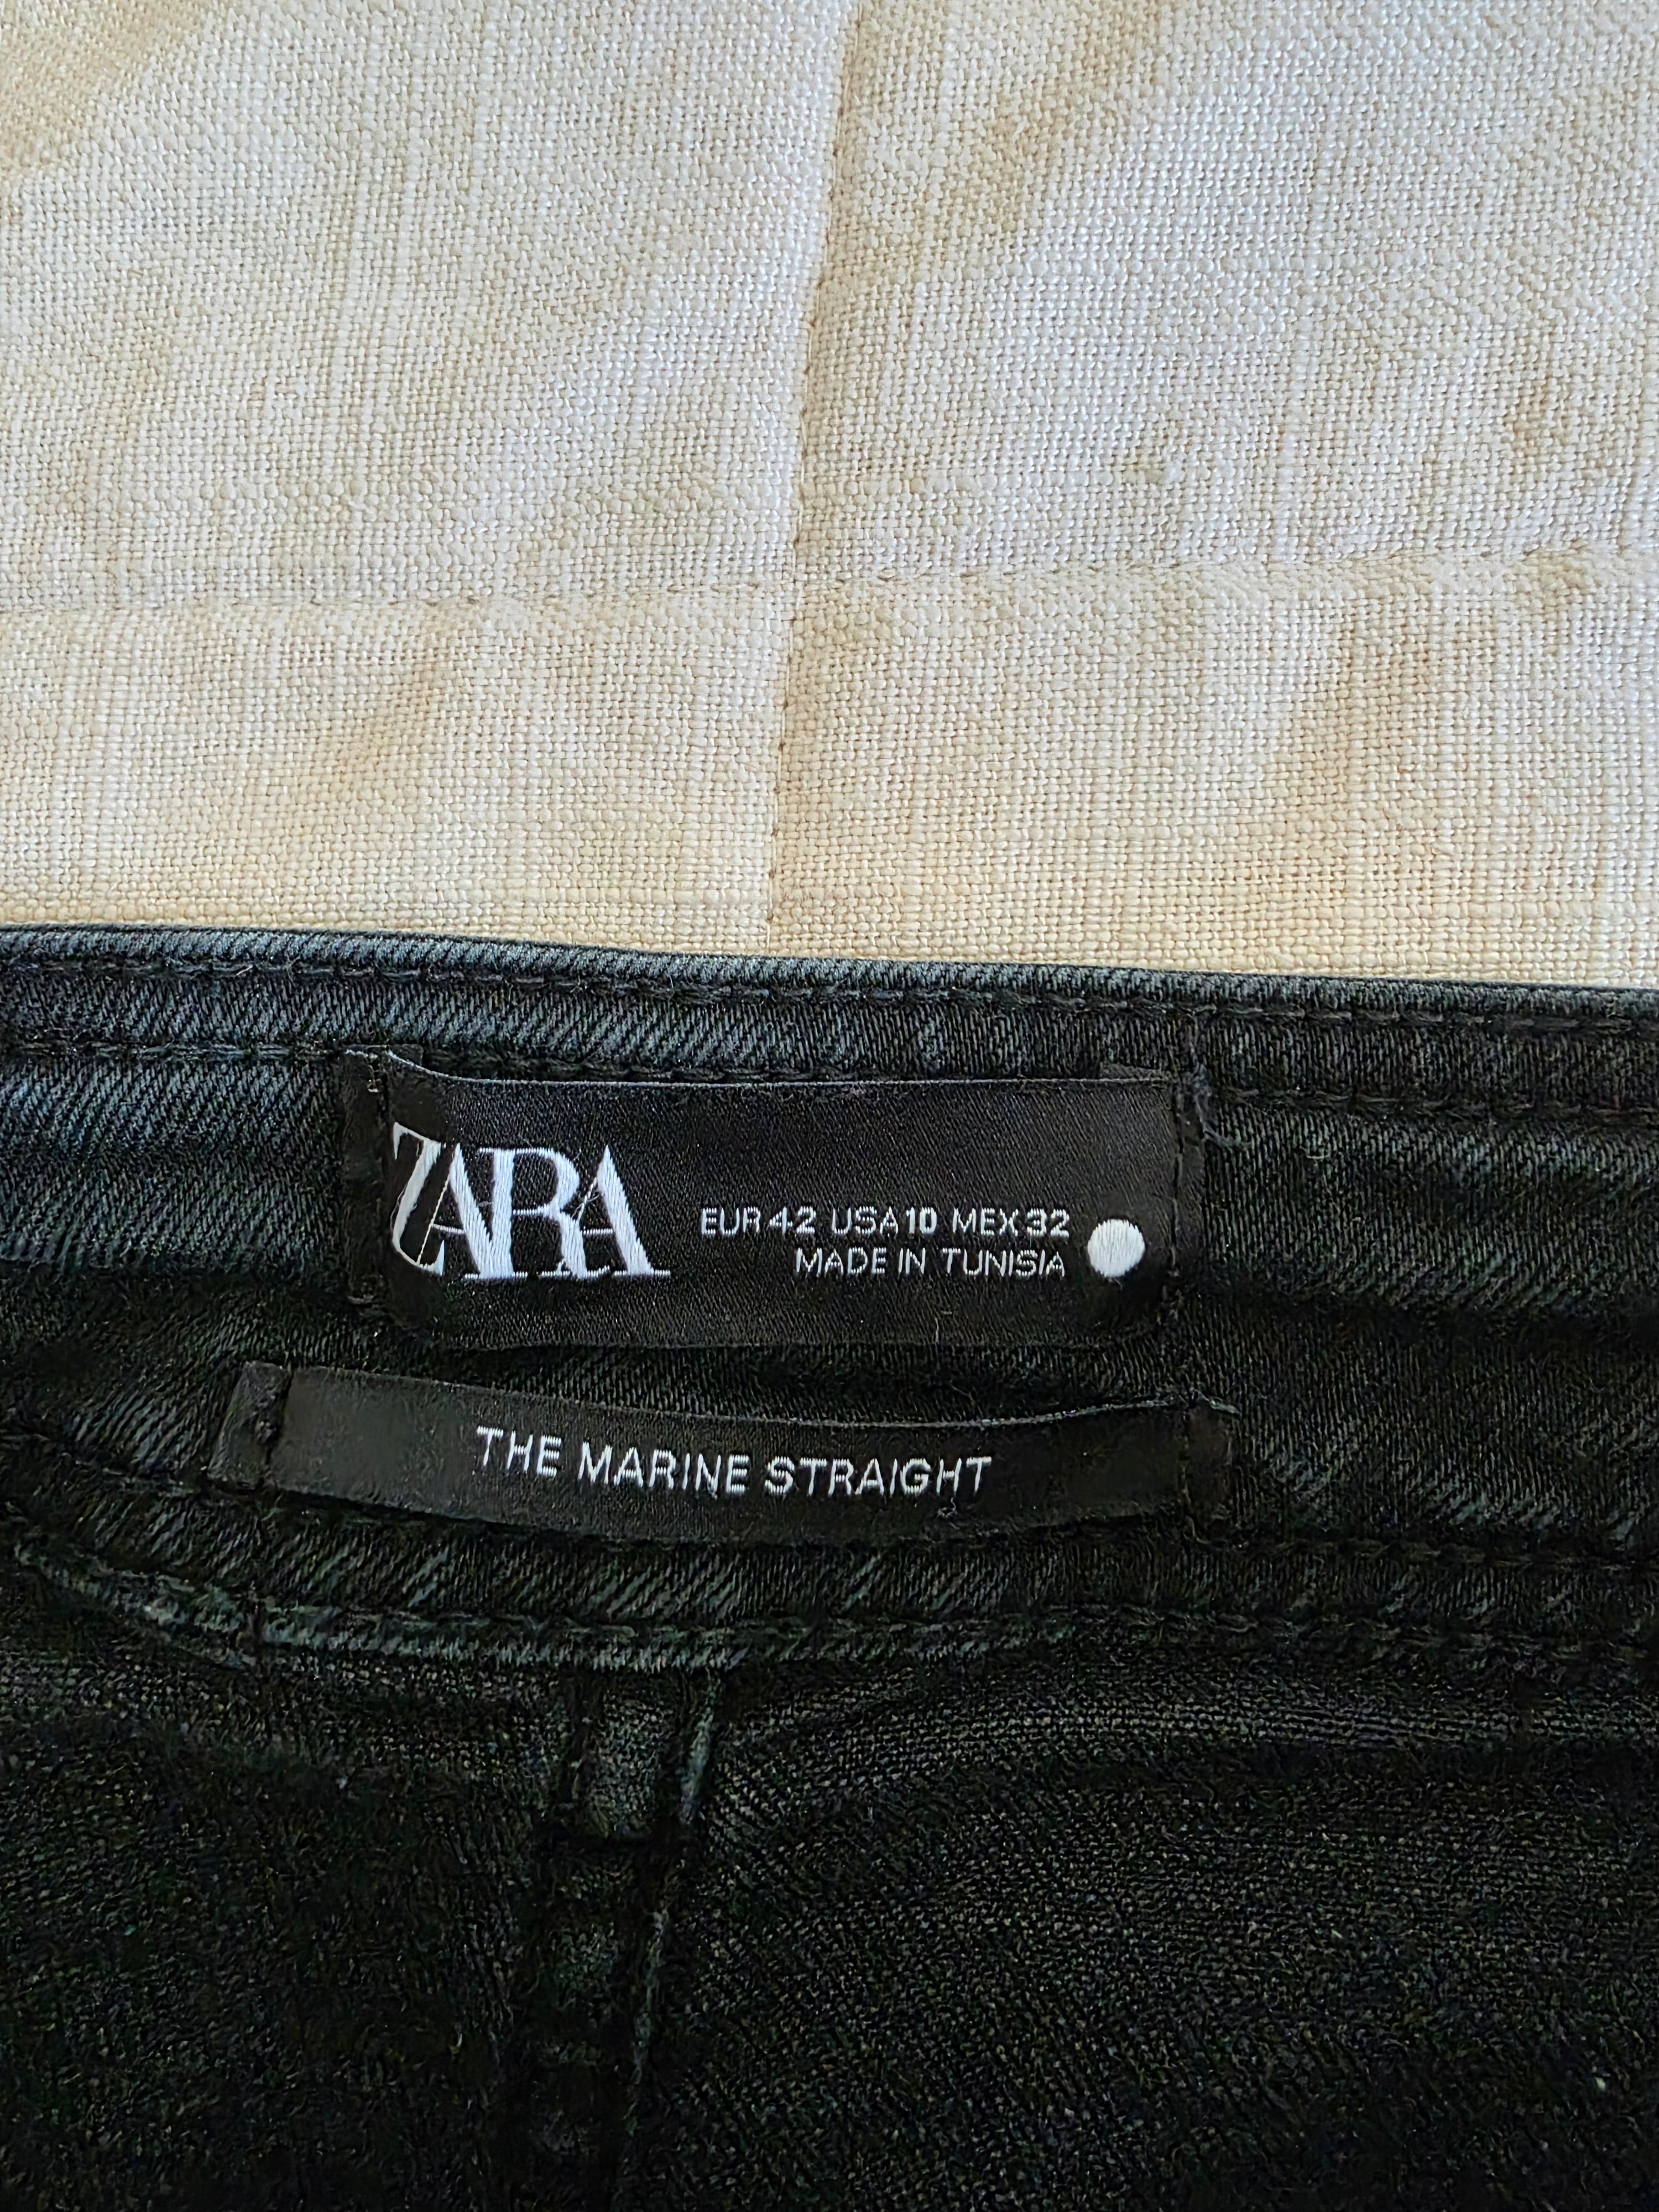 ZARA
EUR 42 USA 10 MEX 32
MADE IN TUNISIA
THE MARINE STRAIGHT